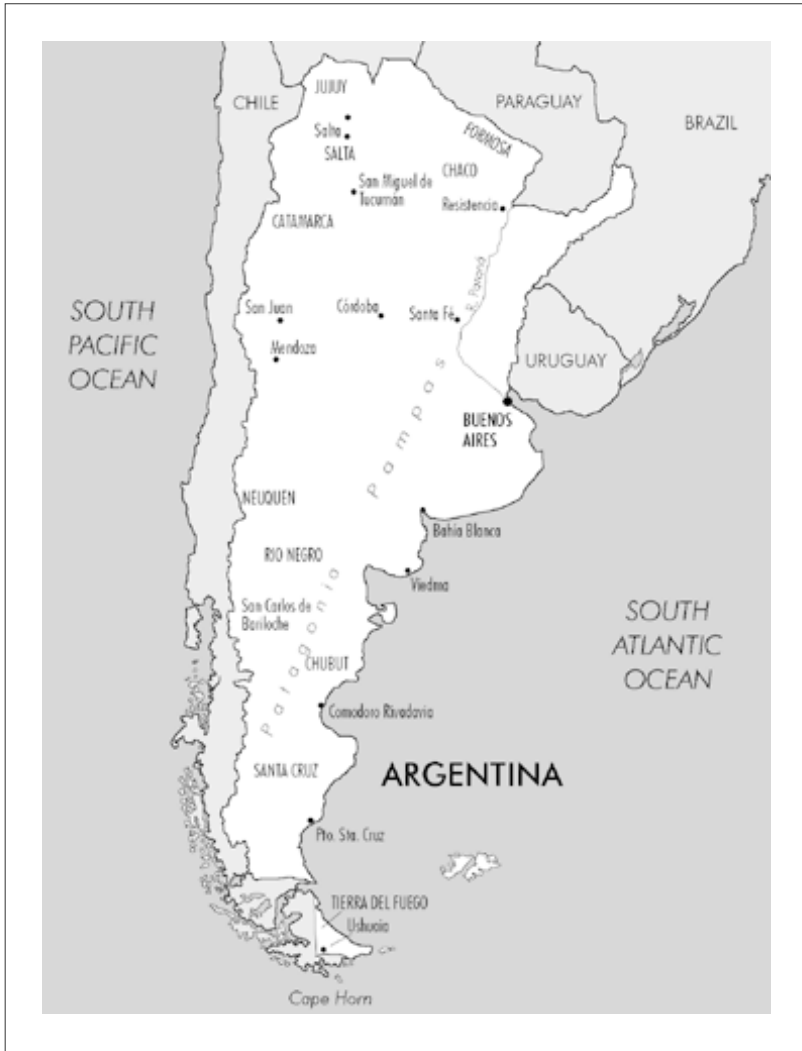 JUJUY
CHILE
PARAGUAY
BRAZIL
Salta
SALTA
FORMOSA
CHACO
San Miguel de
Tucumán
Resistencia
CATAMARCA
R. Paraná
San Juan
Córdoba
Santa Fé
SOUTH
PACIFIC
OCEAN
Mendoza
URUGUAY
Pampas
BUENOS
AIRES
NEUQUEN
Bahía Blanca
RIO NEGRO
Viedma
San Carlos de
Bariloche
Patagonia
SOUTH
ATLANTIC
OCEAN
CHUBUT
Comodoro Rivadavia
SANTA CRUZ
ARGENTINA
Pto. Sta. Cruz
TIERRA DEL FUEGO
Ushuaia
Cape Horn